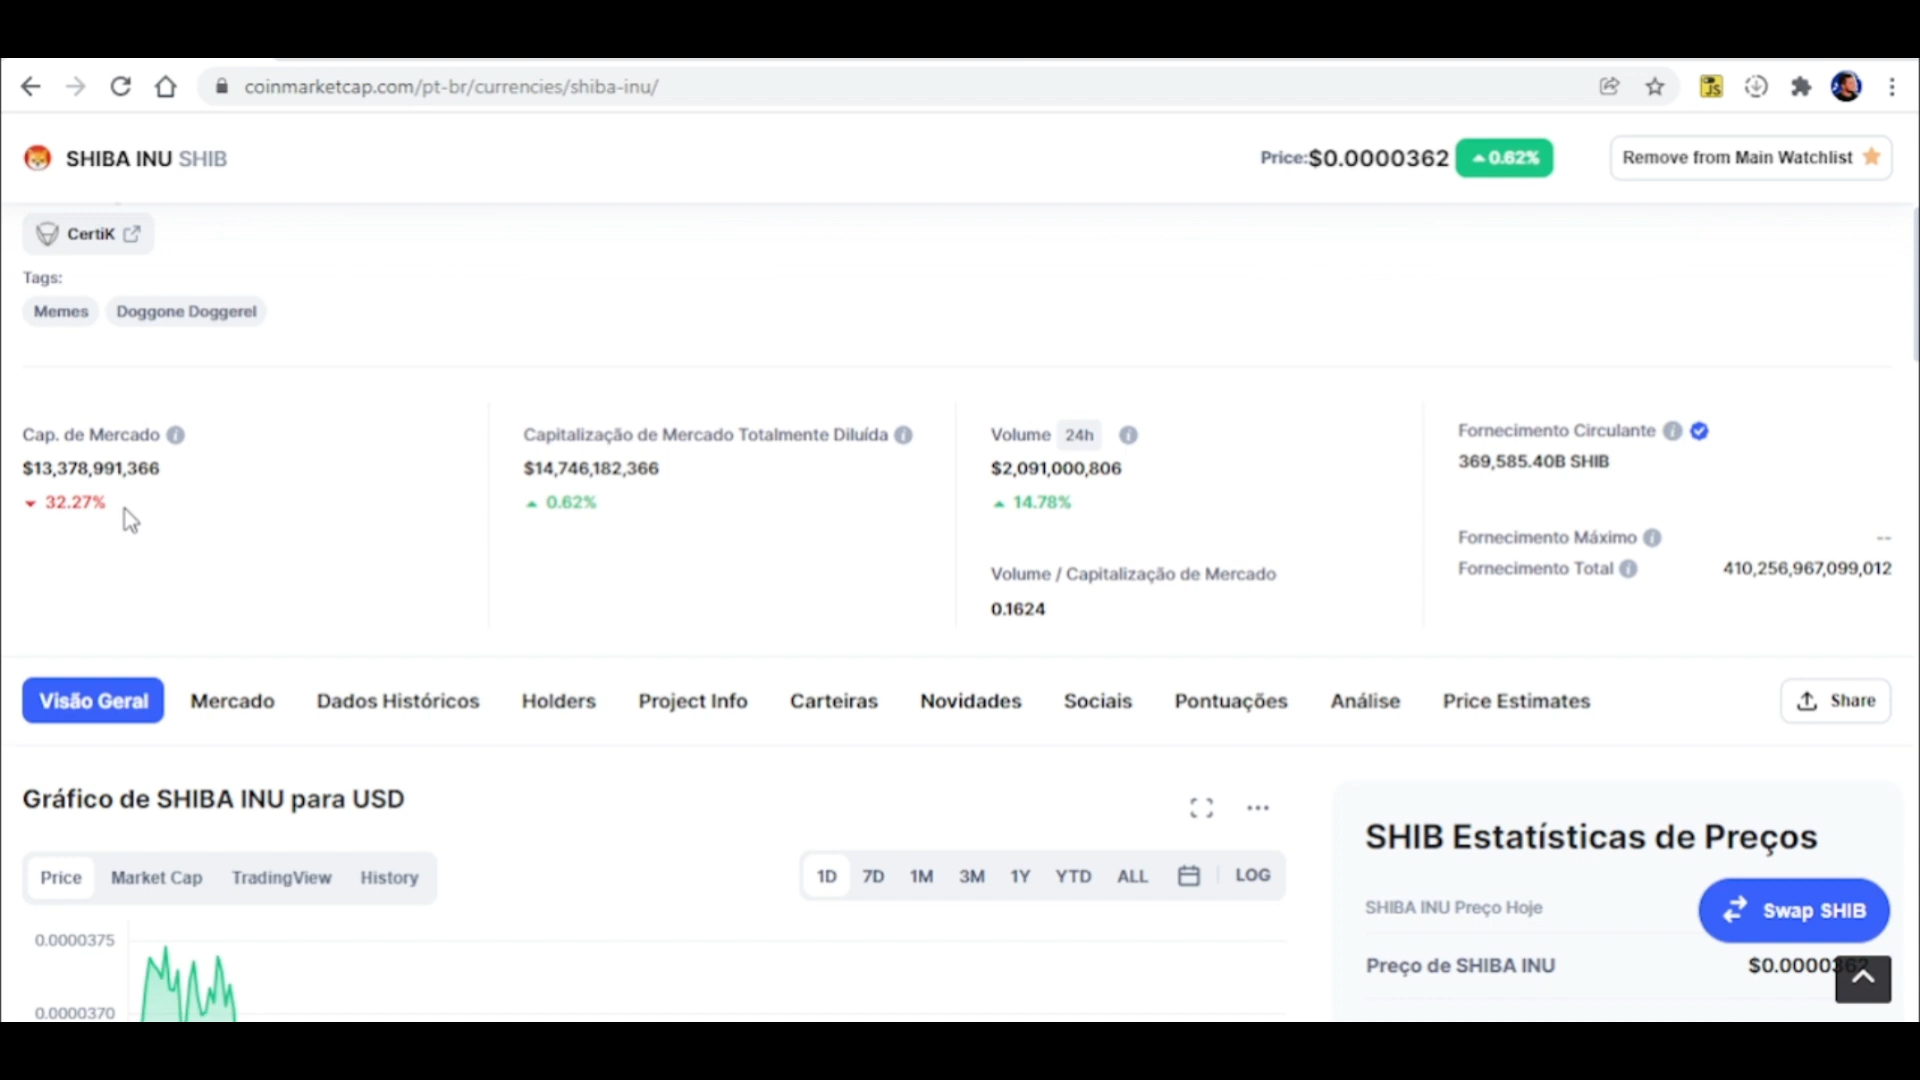 coinmarketcap.com/pt-br/currencies/shiba-inu/
JS
SHIBA INU SHIB
Price:$0.0000362
0.62%
Remove from Main Watchlist
CertiK
Tags:
Memes
Doggone Doggerel
Cap. de Mercado
$13,378,991,366
32.27%
Capitalização de Mercado Totalmente Diluída
$14,746,182,366
0.62%
Volume 24h
$2,091,000,806
14.78%
Volume / Capitalização de Mercado
0.1624
Fornecimento Circulante
369,585.40B SHIB
Fornecimento Máximo --
Fornecimento Total 410,256,967,099,012
Visão Geral Mercado Dados Históricos Holders Project Info Carteiras Novidades Sociais Pontuações Análise Price Estimates Share
Gráfico de SHIBA INU para USD
Price Market Cap TradingView History
1D 7D 1M 3M 1Y YTD ALL LOG
0.0000375
0.0000370
SHIB Estatísticas de Preços
SHIBA INU Preço Hoje
Swap SHIB
Preço de SHIBA INU $0.0000362